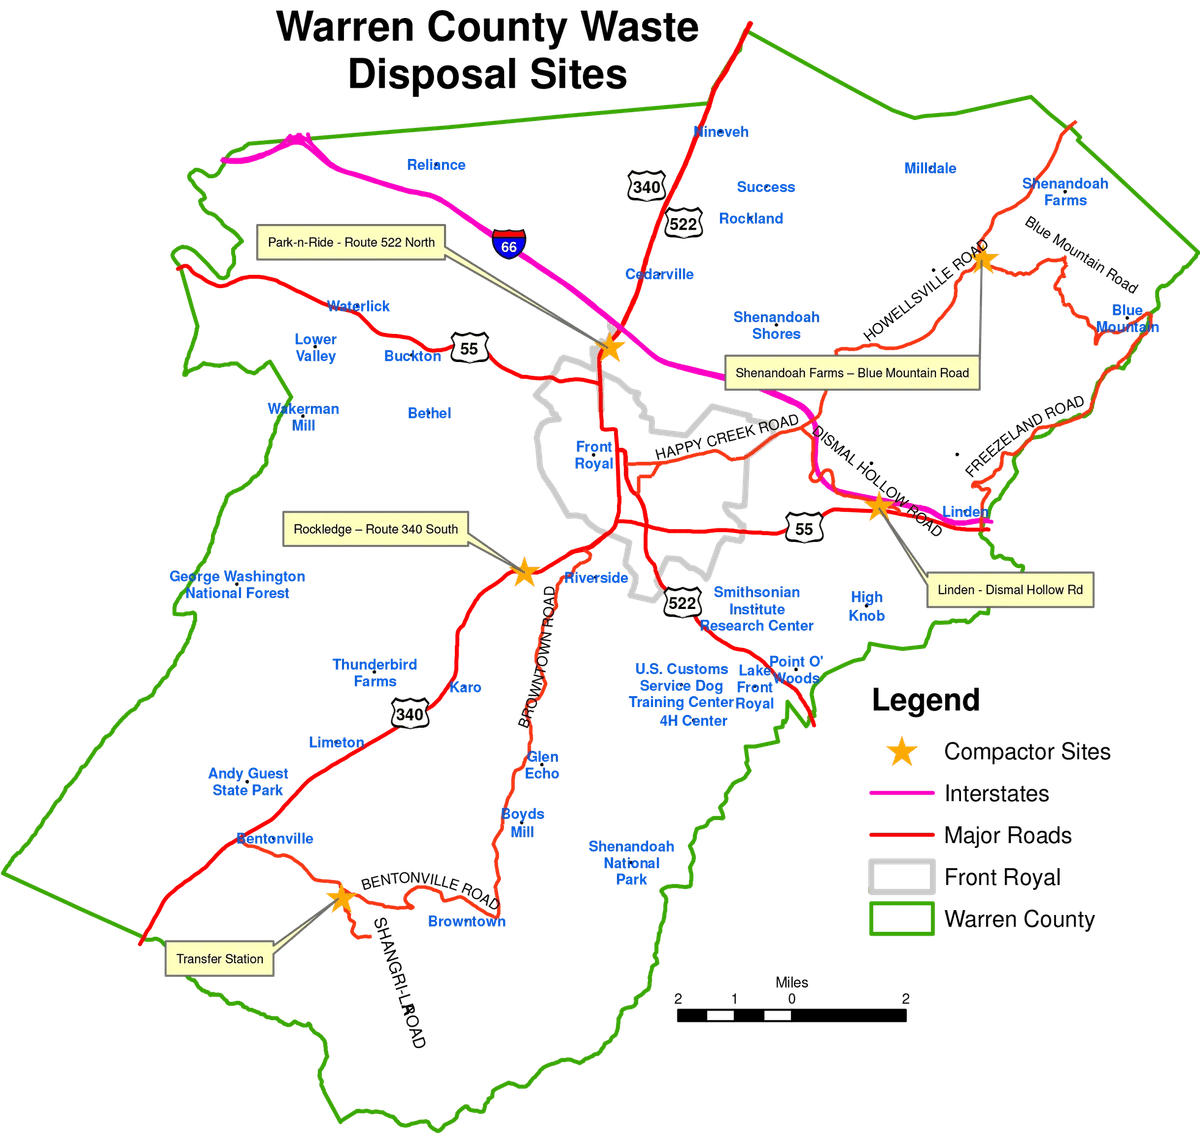 Warren County Waste
Disposal Sites
Nineveh
Reliance
Milldale
340
Success
Shenandoah
Farms
522
Rockland
Blue Mountain Road
Park-n-Ride - Route 522 North
66
Cedarville
HOWELLSVILLE ROAD
Waterlick
Shenandoah
Shores
Blue
Mountain
Lower
Valley
Buckton
55
Shenandoah Farms – Blue Mountain Road
Wakerman
Mill
Bethel
FREEZELAND ROAD
HAPPY CREEK ROAD
DISMAL HOLLOW ROAD
Front
Royal
Linden
Rockledge – Route 340 South
55
George Washington
National Forest
Riverside
Linden - Dismal Hollow Rd
522
Smithsonian
Institute
Research Center
High
Knob
BROWNTOWN ROAD
Thunderbird
Farms
Karo
U.S. Customs
Service Dog
Training Center
4H Center
Lake
Front
Royal
Point O'
Woods
340
Limeton
Andy Guest
State Park
Glen
Echo
Boyds
Mill
Bentonville
Shenandoah
National
Park
BENTONVILLE ROAD
Browntown
SHANGRI-LA ROAD
Transfer Station
Legend
Compactor Sites
Interstates
Major Roads
Front Royal
Warren County
Miles
2 1 0 2